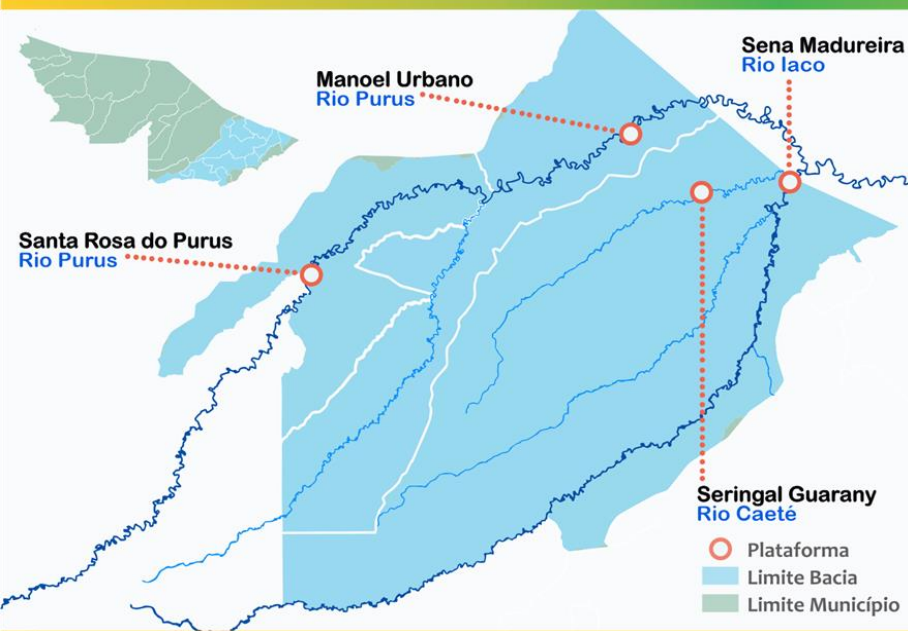 Sena Madureira
Rio Iaco
Manoel Urbano
Rio Purus
Santa Rosa do Purus
Rio Purus
Seringal Guarany
Rio Caeté
Plataforma
Limite Bacia
Limite Município